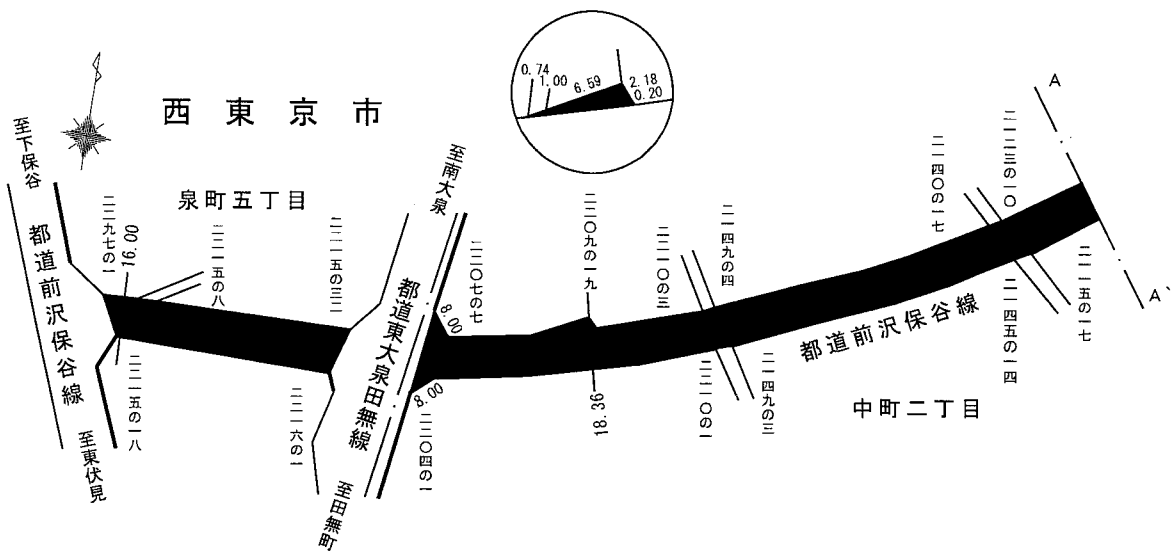 西東京市
泉町五丁目
至下保谷
都道前沢保谷線
至東伏見
二二九七の一
16.00
二二一五の八
二二一五の三二
二二一五の一八
二二一六の一
至南大泉
都道東大泉田無線
至田無町
8.00
8.00
二二〇七の七
二二〇四の一
0.74
1.00
6.59
2.18
0.20
二二〇九の一九
18.36
二二一〇の三
二一四九の四
二二一〇の一
二一四九の三
都道前沢保谷線
中町二丁目
二一四〇の一七
二一二三の一〇
二一四五の一四
二一一五の一七
A
A`